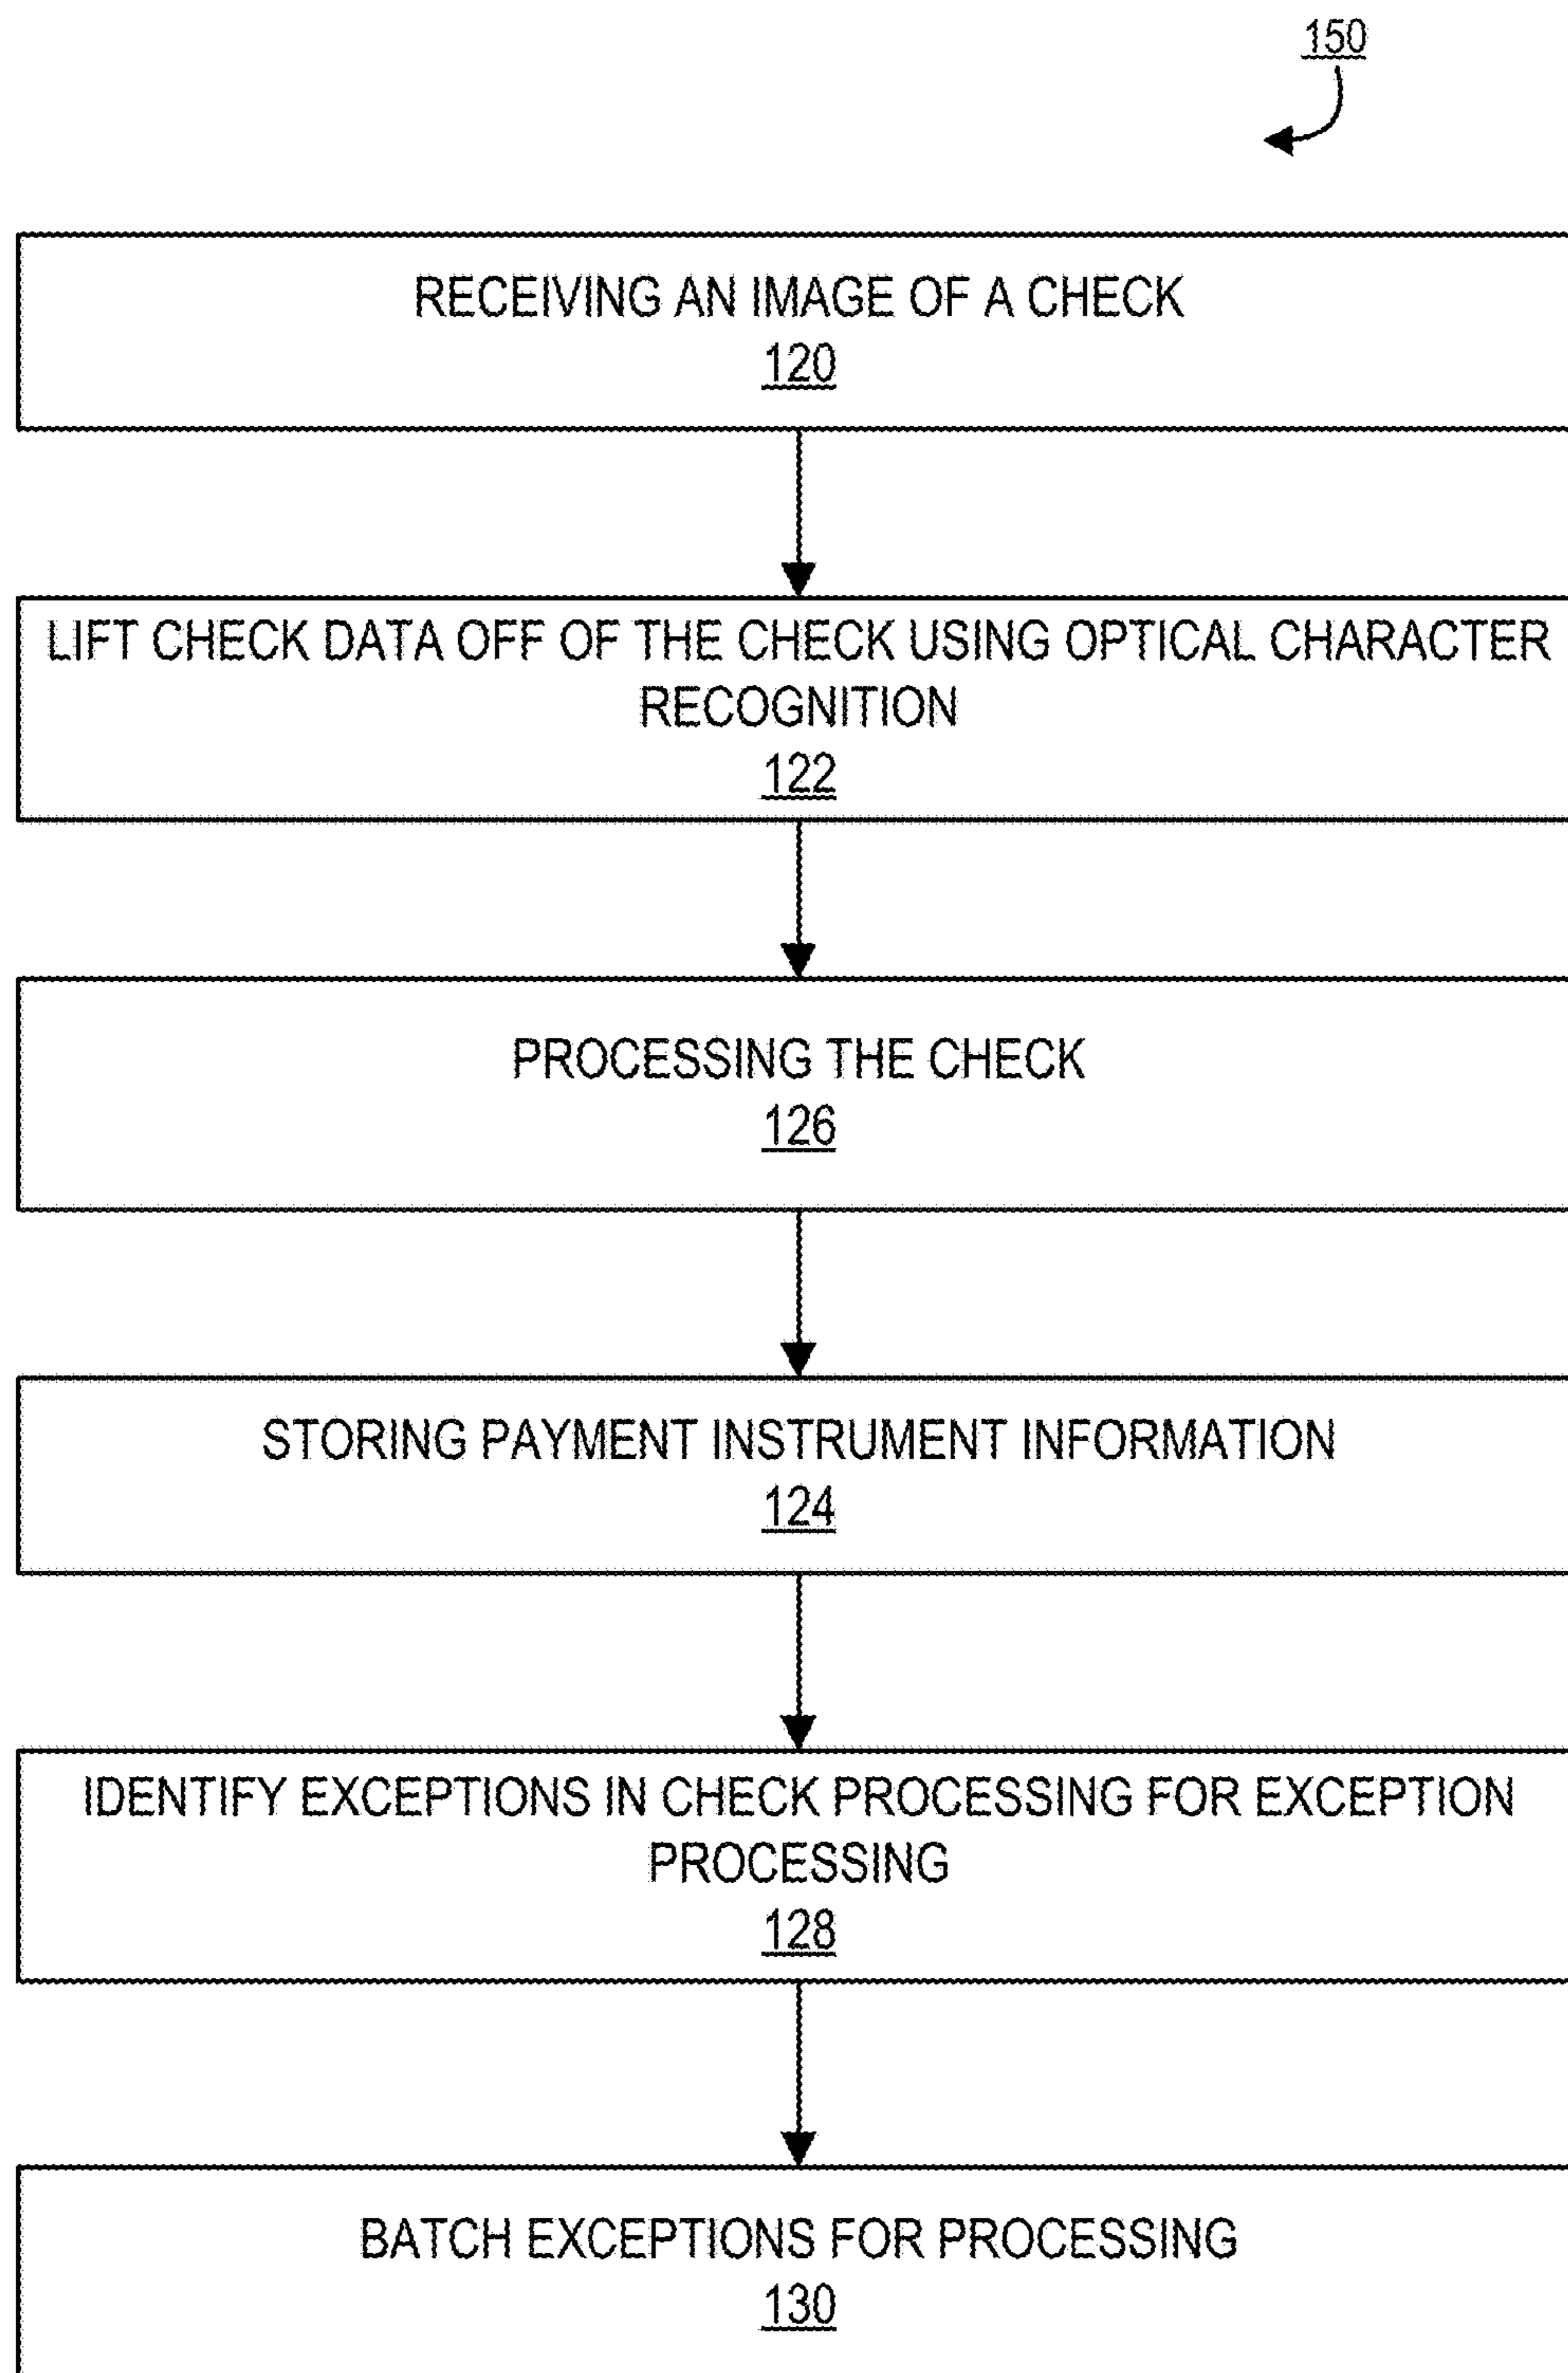 150
RECEIVING AN IMAGE OF A CHECK
120
LIFT CHECK DATA OFF OF THE CHECK USING OPTICAL CHARACTER
RECOGNITION
122
PROCESSING THE CHECK
126
STORING PAYMENT INSTRUMENT INFORMATION
124
IDENTIFY EXCEPTIONS IN CHECK PROCESSING FOR EXCEPTION
PROCESSING
128
BATCH EXCEPTIONS FOR PROCESSING
130